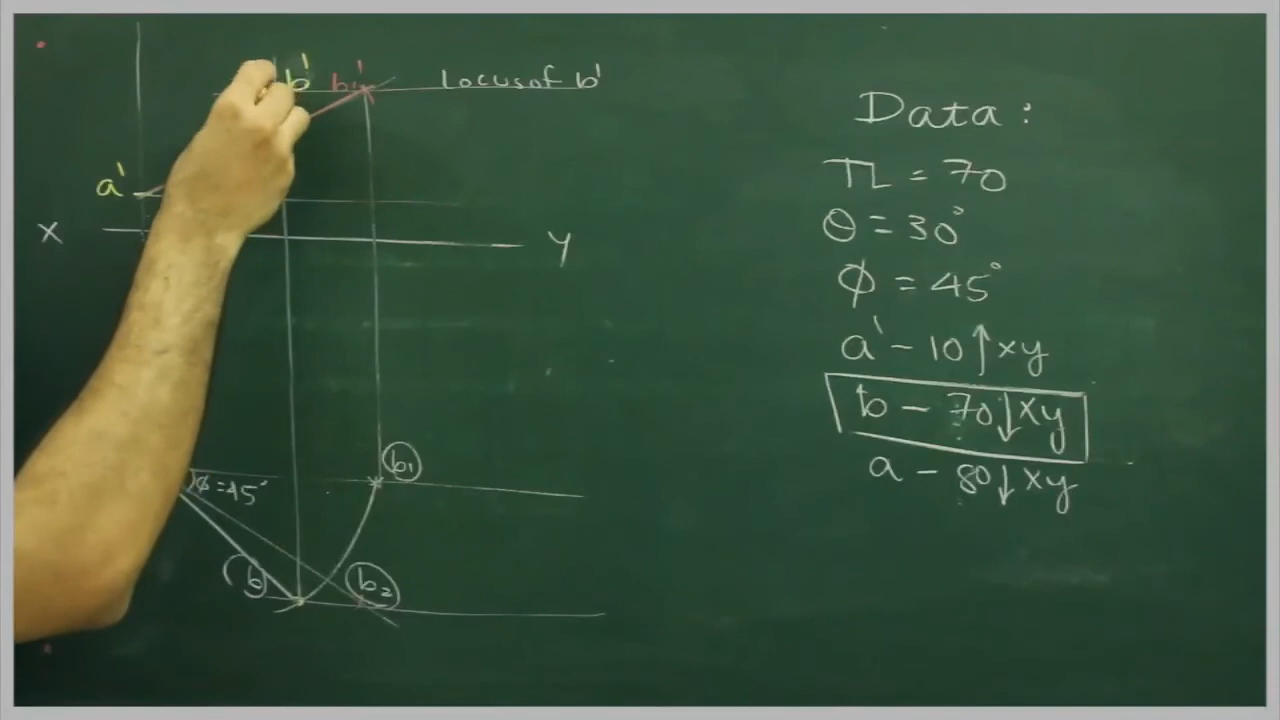 b'
b₁'
Locus of b'
a'
X
Y
b₁
φ=45°
b
b₂
Data:
TL = 70
θ = 30°
φ = 45°
a' - 10↑xy
b - 70↓xy
a - 80↓xy